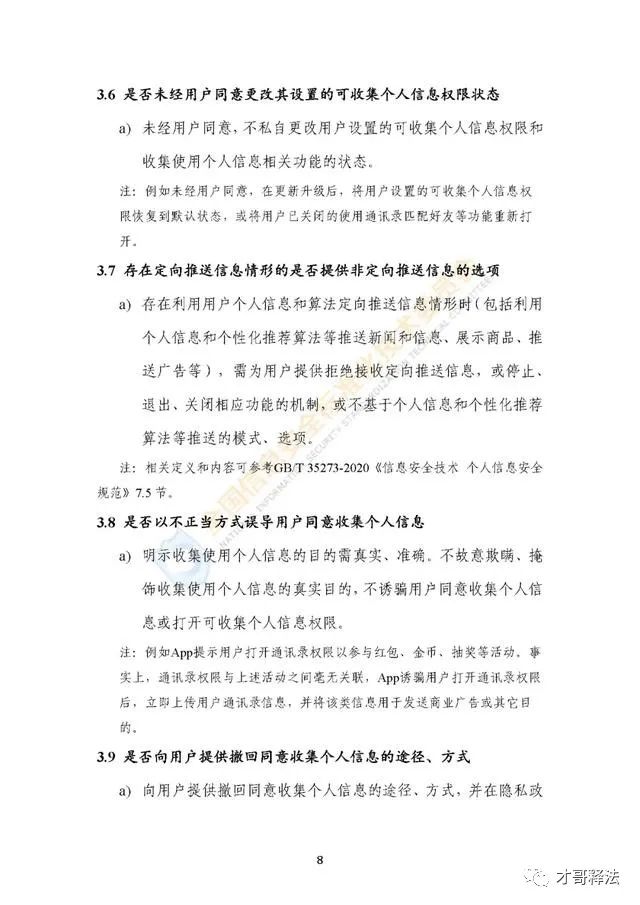 3.6 是否未经用户同意更改其设置的可收集个人信息权限状态
a) 未经用户同意，不私自更改用户设置的可收集个人信息权限和
收集使用个人信息相关功能的状态。
注：例如未经用户同意，在更新升级后，将用户设置的可收集个人信息权
限恢复到默认状态，或将用户已关闭的使用通讯录匹配好友等功能重新打
开。
3.7 存在定向推送信息情形的是否提供非定向推送信息的选项
a) 存在利用用户个人信息和算法定向推送信息情形时（包括利用
个人信息和个性化推荐算法等推送新闻和信息、展示商品、推
送广告等），需为用户提供拒绝接收定向推送信息，或停止、
退出、关闭相应功能的机制，或不基于个人信息和个性化推荐
算法等推送的模式、选项。
注：相关定义和内容可参考GB/T 35273-2020《信息安全技术 个人信息安全
规范》7.5 节。
3.8 是否以不正当方式误导用户同意收集个人信息
a) 明示收集使用个人信息的目的需真实、准确。不故意欺瞒、掩
饰收集使用个人信息的真实目的，不诱骗用户同意收集个人信
息或打开可收集个人信息权限。
注：例如App提示用户打开通讯录权限以参与红包、金币、抽奖等活动。事
实上，通讯录权限与上述活动之间毫无关联，App诱骗用户打开通讯录权限
后，立即上传用户通讯录信息，并将该类信息用于发送商业广告或其它目
的。
3.9 是否向用户提供撤回同意收集个人信息的途径、方式
a) 向用户提供撤回同意收集个人信息的途径、方式，并在隐私政
8
全国信息安全标准化技术委员会
NATIONAL INFORMATION SECURITY STANDARDIZATION TECHNICAL COMMITTEE
才哥释法